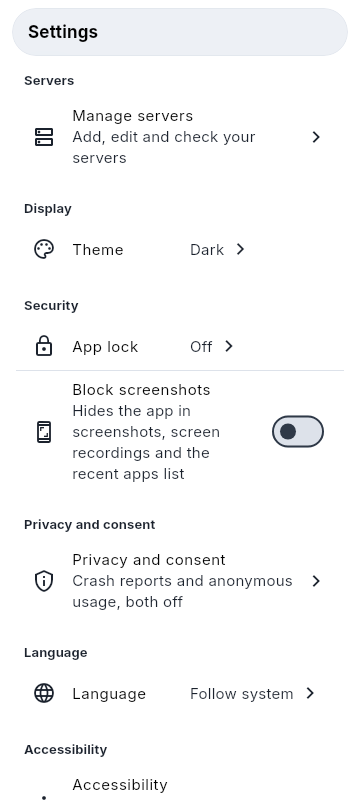 Settings
Servers
Manage servers
Add, edit and check your
servers
Display
Theme Dark
Security
App lock Off
Block screenshots
Hides the app in
screenshots, screen
recordings and the
recent apps list
Privacy and consent
Privacy and consent
Crash reports and anonymous
usage, both off
Language
Language Follow system
Accessibility
Accessibility